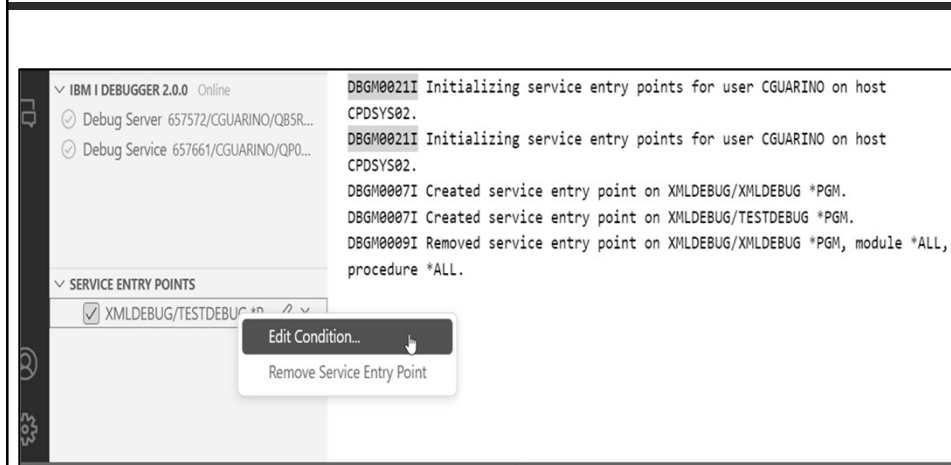 IBM I DEBUGGER 2.0.0 Online
Debug Server 657572/CGUARINO/QB5R...
Debug Service 657661/CGUARINO/QP0...
SERVICE ENTRY POINTS
XMLDEBUG/TESTDEBUG *P...
Edit Condition...
Remove Service Entry Point
DBGM0021I Initializing service entry points for user CGUARINO on host
CPDSYS02.
DBGM0021I Initializing service entry points for user CGUARINO on host
CPDSYS02.
DBGM0007I Created service entry point on XMLDEBUG/XMLDEBUG *PGM.
DBGM0007I Created service entry point on XMLDEBUG/TESTDEBUG *PGM.
DBGM0009I Removed service entry point on XMLDEBUG/XMLDEBUG *PGM, module *ALL,
procedure *ALL.